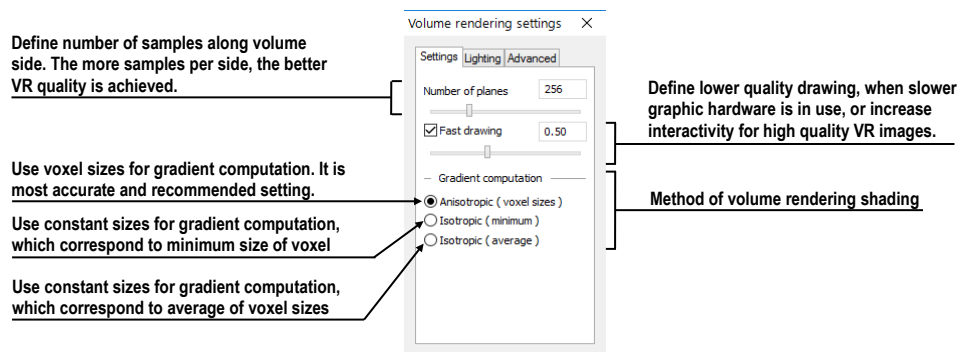 Define number of samples along volume
side. The more samples per side, the better
VR quality is achieved.
Use voxel sizes for gradient computation. It is
most accurate and recommended setting.
Use constant sizes for gradient computation,
which correspond to minimum size of voxel
Use constant sizes for gradient computation,
which correspond to average of voxel sizes
Volume rendering settings
Settings Lighting Advanced
Number of planes 256
Fast drawing 0.50
Gradient computation
Anisotropic ( voxel sizes )
Isotropic ( minimum )
Isotropic ( average )
Define lower quality drawing, when slower
graphic hardware is in use, or increase
interactivity for high quality VR images.
Method of volume rendering shading